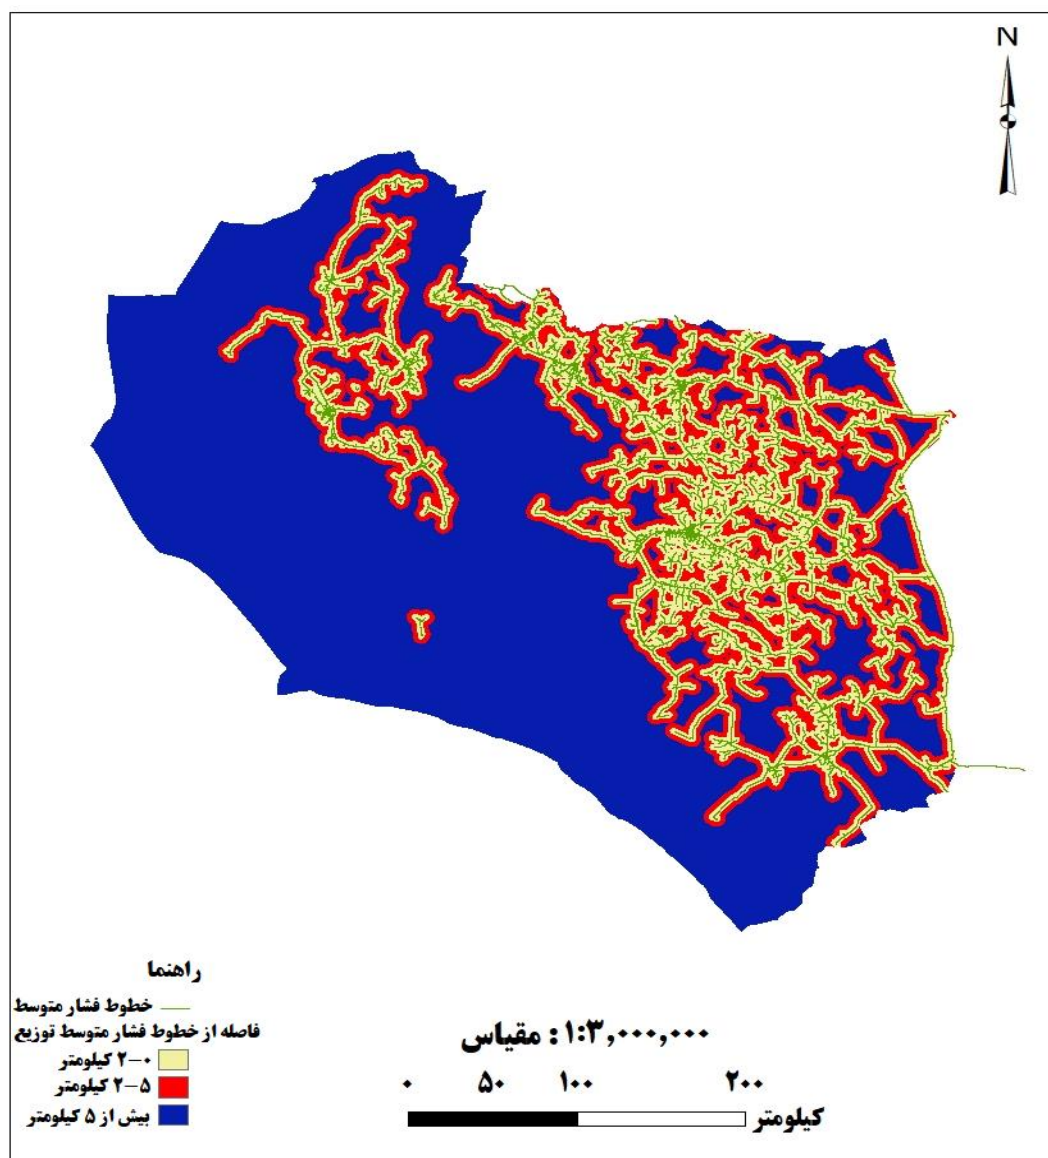 N
راهنما
خطوط فشار متوسط
فاصله از خطوط فشار متوسط توزیع
۰-۲ کیلومتر
۲-۵ کیلومتر
بیش از ۵ کیلومتر
مقیاس : ۱:۳,۰۰۰,۰۰۰
۰ ۵۰ ۱۰۰ ۲۰۰
کیلومتر